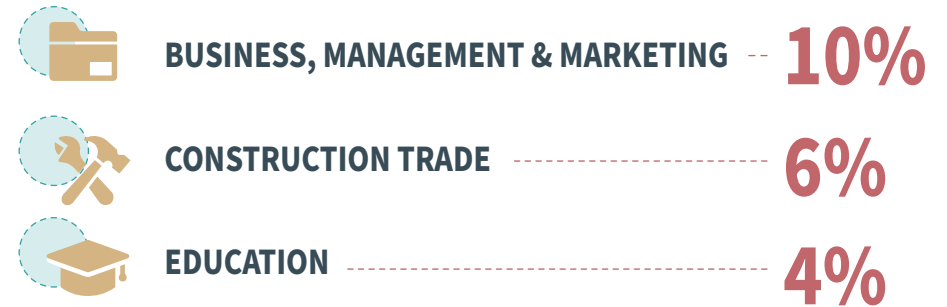 BUSINESS, MANAGEMENT & MARKETING 10%
CONSTRUCTION TRADE 6%
EDUCATION 4%